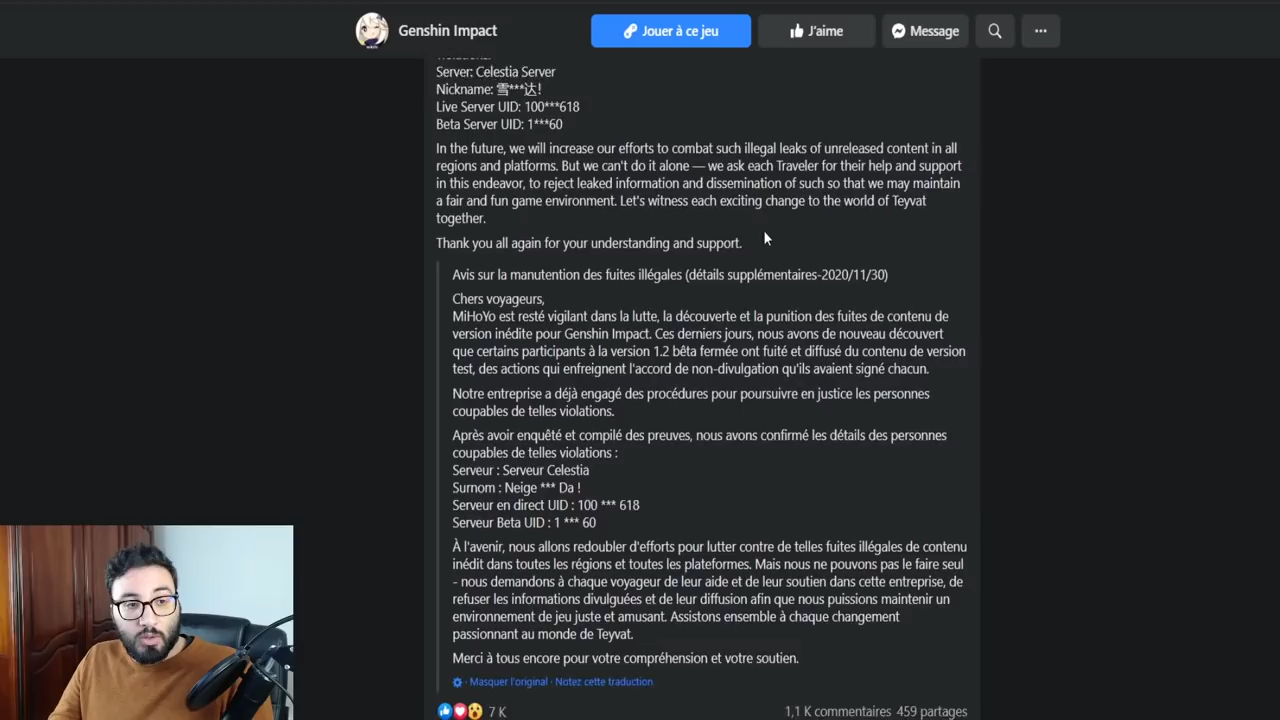 Genshin Impact
Jouer à ce jeu
J'aime
Message
Server: Celestia Server
Nickname: 雪***达!
Live Server UID: 100***618
Beta Server UID: 1***60
In the future, we will increase our efforts to combat such illegal leaks of unreleased content in all
regions and platforms. But we can't do it alone — we ask each Traveler for their help and support
in this endeavor, to reject leaked information and dissemination of such so that we may maintain
a fair and fun game environment. Let's witness each exciting change to the world of Teyvat
together.
Thank you all again for your understanding and support.
Avis sur la manutention des fuites illégales (détails supplémentaires-2020/11/30)
Chers voyageurs,
MiHoYo est resté vigilant dans la lutte, la découverte et la punition des fuites de contenu de
version inédite pour Genshin Impact. Ces derniers jours, nous avons de nouveau découvert
que certains participants à la version 1.2 bêta fermée ont fuité et diffusé du contenu de version
test, des actions qui enfreignent l'accord de non-divulgation qu'ils avaient signé chacun.
Notre entreprise a déjà engagé des procédures pour poursuivre en justice les personnes
coupables de telles violations.
Après avoir enquêté et compilé des preuves, nous avons confirmé les détails des personnes
coupables de telles violations :
Serveur : Serveur Celestia
Surnom : Neige *** Da !
Serveur en direct UID : 100 *** 618
Serveur Beta UID : 1 *** 60
À l'avenir, nous allons redoubler d'efforts pour lutter contre de telles fuites illégales de contenu
inédit dans toutes les régions et toutes les plateformes. Mais nous ne pouvons pas le faire seul
- nous demandons à chaque voyageur de leur aide et de leur soutien dans cette entreprise, de
refuser les informations divulguées et de leur diffusion afin que nous puissions maintenir un
environnement de jeu juste et amusant. Assistons ensemble à chaque changement
passionnant au monde de Teyvat.
Merci à tous encore pour votre compréhension et votre soutien.
· Masquer l'original · Notez cette traduction
7 K
1,1 K commentaires 459 partages